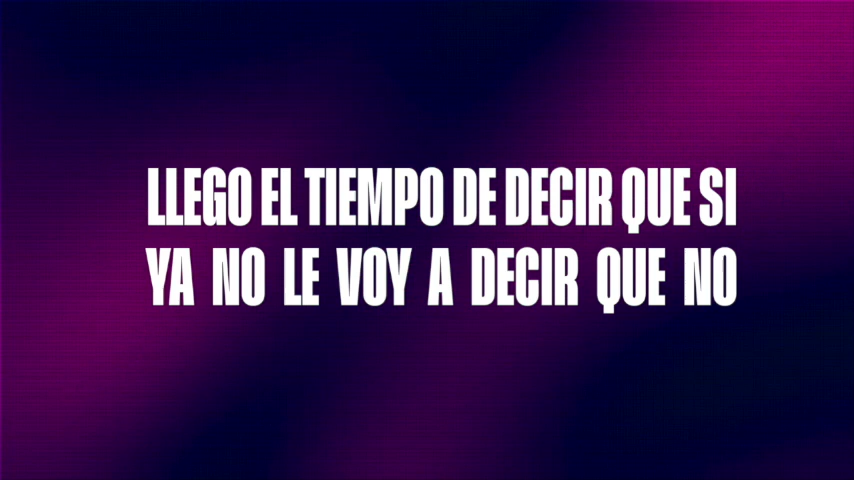 LLEGO EL TIEMPO DE DECIR QUE SI
YA NO LE VOY A DECIR QUE NO